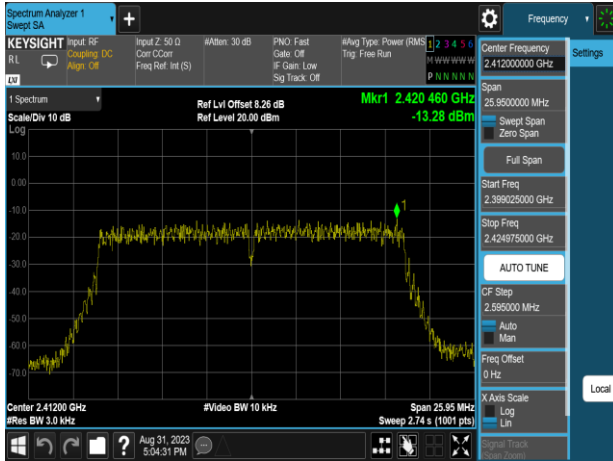 Spectrum Analyzer 1
Swept SA
Frequency
KEYSIGHT
RL
LXI
Input: RF
Coupling: DC
Align: Off
Input Z: 50 Ω
Corr CCorr
Freq Ref: Int (S)
#Atten: 30 dB
PNO: Fast
Gate: Off
IF Gain: Low
Sig Track: Off
#Avg Type: Power (RMS
Trig: Free Run
1 2 3 4 5 6
M W W W W W
P N N N N N
Center Frequency
2.412000000 GHz
Settings
Span
25.9500000 MHz
Swept Span
Zero Span
Full Span
Start Freq
2.399025000 GHz
Stop Freq
2.424975000 GHz
AUTO TUNE
CF Step
2.595000 MHz
Auto
Man
Freq Offset
0 Hz
X Axis Scale
Log
Lin
Signal Track
(Span Zoom)
Local
1 Spectrum
Scale/Div 10 dB
Ref Lvl Offset 8.26 dB
Ref Level 20.00 dBm
Mkr1 2.420 460 GHz
-13.28 dBm
Log
10.0
0.00
-10.0
-20.0
-30.0
-40.0
-50.0
-60.0
-70.0
1
Center 2.41200 GHz
#Res BW 3.0 kHz
#Video BW 10 kHz
Span 25.95 MHz
Sweep 2.74 s (1001 pts)
?
Aug 31, 2023
5:04:31 PM